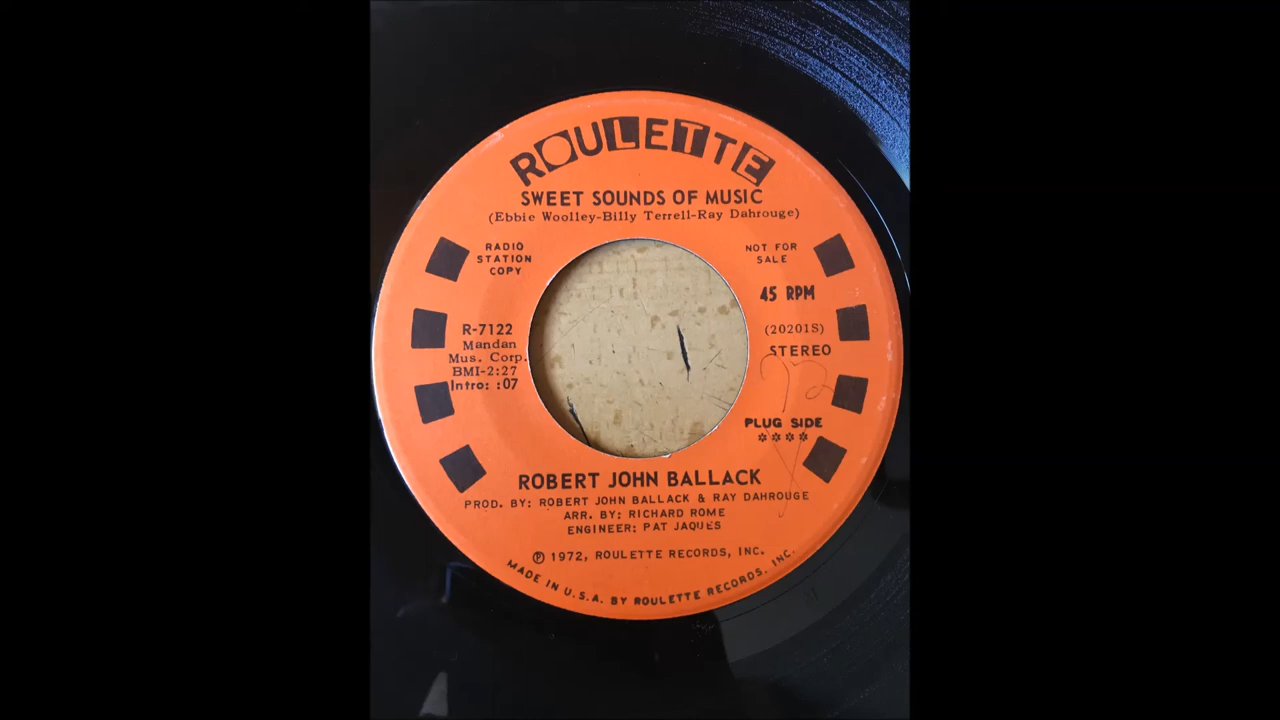 ROULETTE
SWEET SOUNDS OF MUSIC
(Ebbie Woolley-Billy Terrell-Ray Dahrouge)
RADIO
STATION
COPY
NOT FOR
SALE
45 RPM
R-7122
Mandan
Mus. Corp.
BMI-2:27
Intro: :07
(20201S)
STEREO
72
PLUG SIDE
****
ROBERT JOHN BALLACK
PROD. BY: ROBERT JOHN BALLACK & RAY DAHROUGE
ARR. BY: RICHARD ROME
ENGINEER: PAT JAQUES
℗ 1972, ROULETTE RECORDS, INC.
MADE IN U.S.A. BY ROULETTE RECORDS, INC.